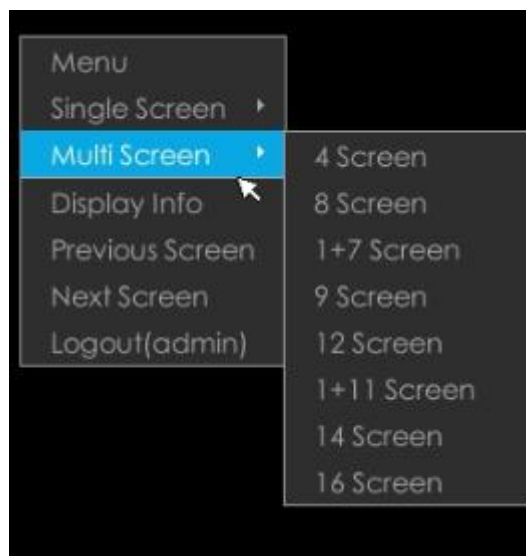 Menu
Single Screen
Multi Screen
Display Info
Previous Screen
Next Screen
Logout(admin)
4 Screen
8 Screen
1+7 Screen
9 Screen
12 Screen
1+11 Screen
14 Screen
16 Screen